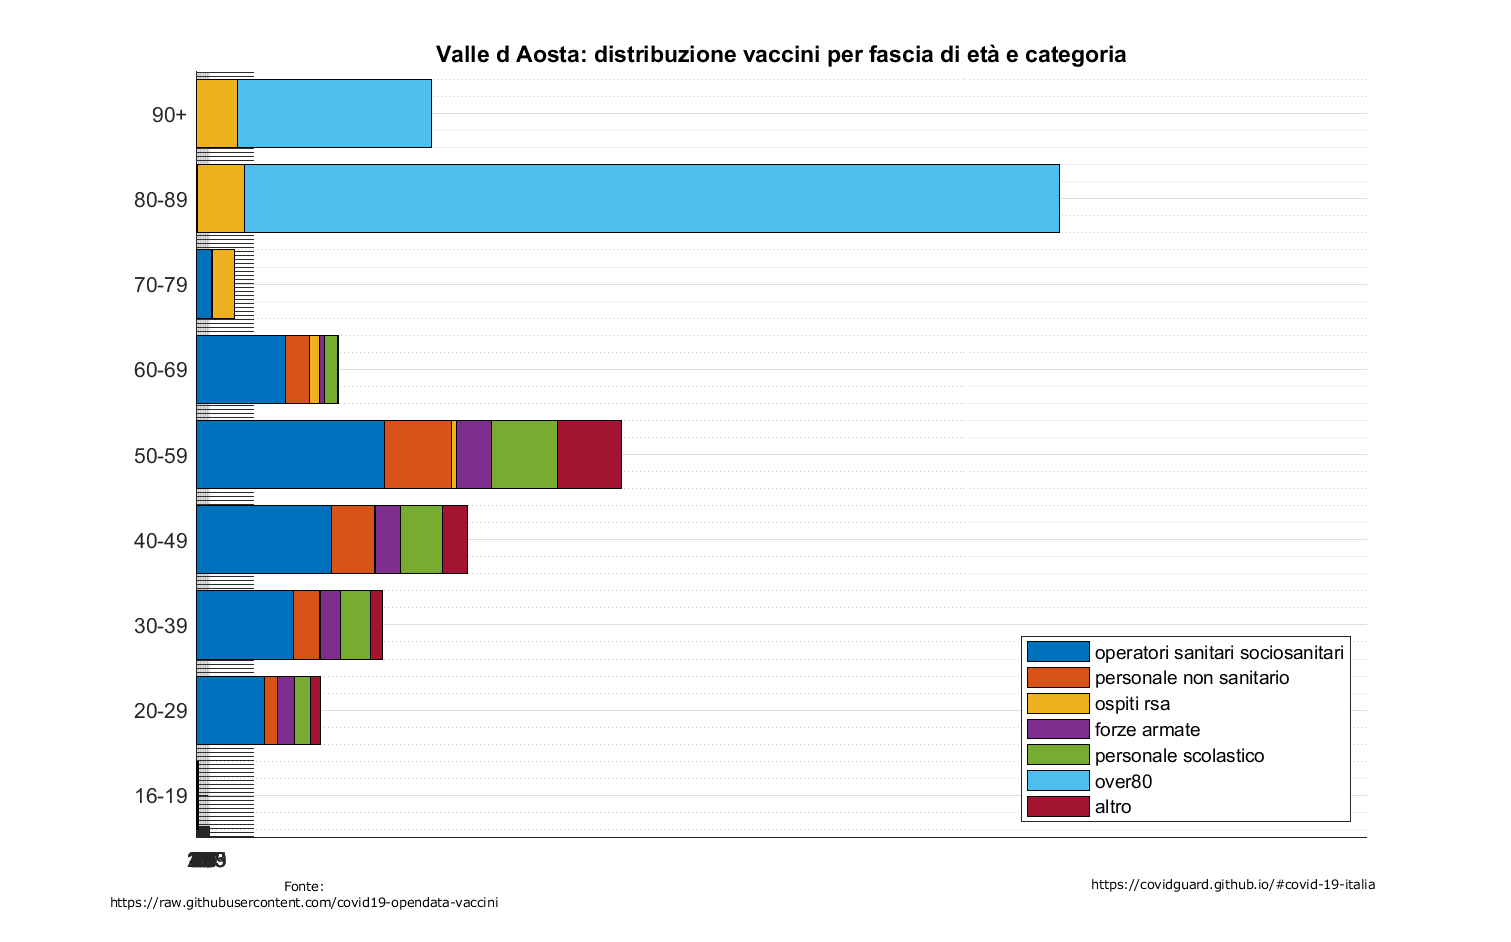 Valle d Aosta: distribuzione vaccini per fascia di età e categoria
90+
80-89
70-79
60-69
50-59
40-49
30-39
20-29
16-19
operatori sanitari sociosanitari
personale non sanitario
ospiti rsa
forze armate
personale scolastico
over80
altro
Fonte:
https://raw.githubusercontent.com/covid19-opendata-vaccini
https://covidguard.github.io/#covid-19-italia